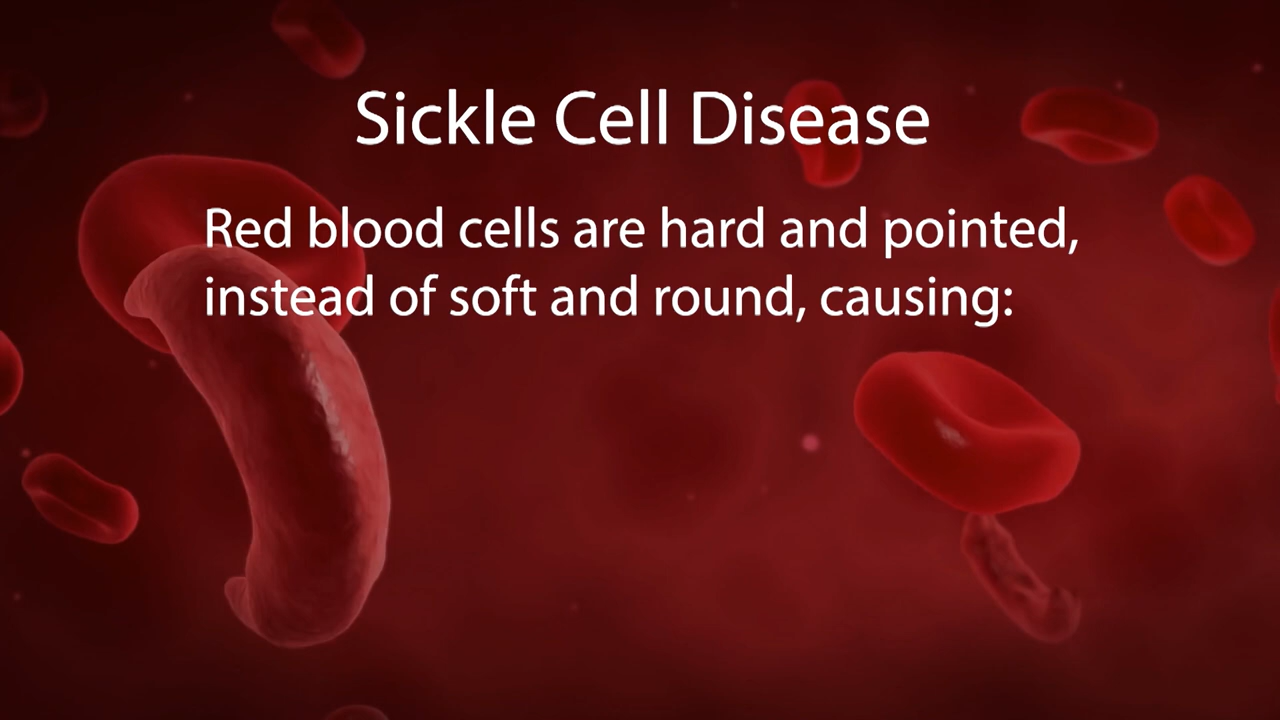 Sickle Cell Disease
Red blood cells are hard and pointed,
instead of soft and round, causing: